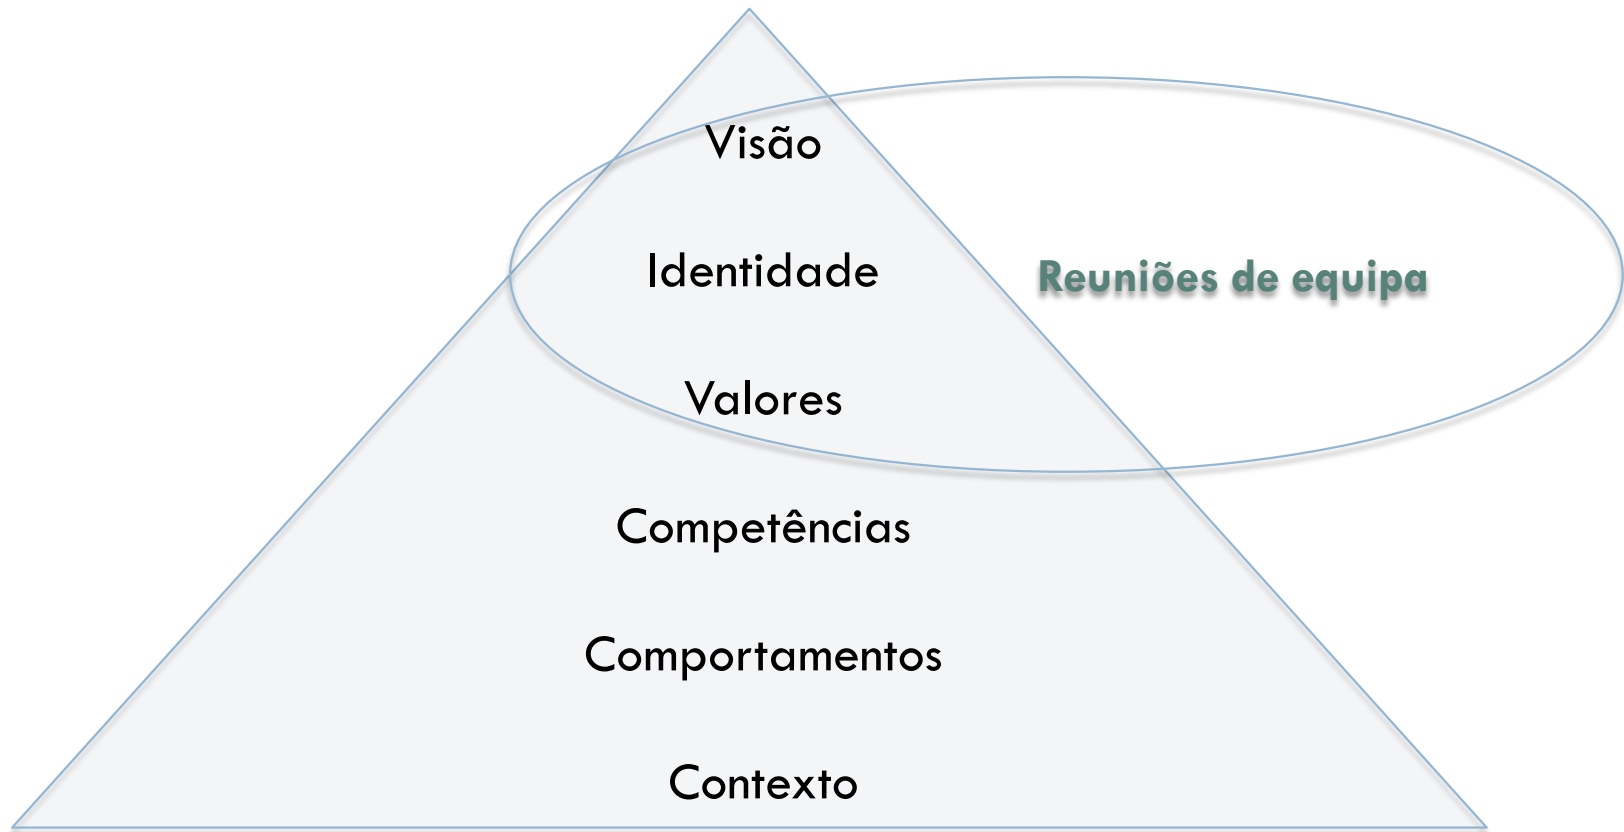 Visão
Identidade
Reuniões de equipa
Valores
Competências
Comportamentos
Contexto